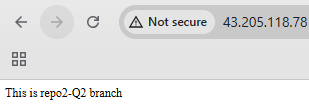 Not secure 43.205.118.78
This is repo2-Q2 branch